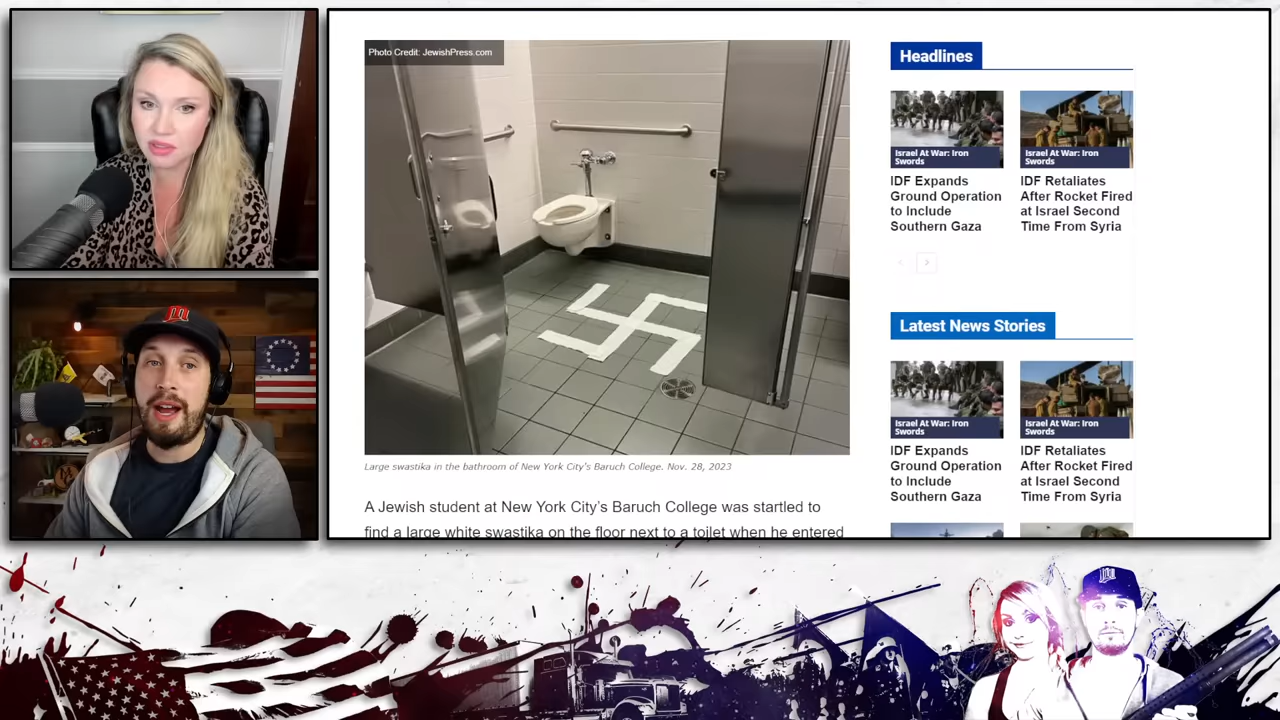 Photo Credit: JewishPress.com
Large swastika in the bathroom of New York City's Baruch College. Nov. 28, 2023
A Jewish student at New York City's Baruch College was startled to
find a large white swastika on the floor next to a toilet when he entered
Headlines
Israel At War: Iron
Swords
IDF Expands
Ground Operation
to Include
Southern Gaza
Israel At War: Iron
Swords
IDF Retaliates
After Rocket Fired
at Israel Second
Time From Syria
Latest News Stories
Israel At War: Iron
Swords
IDF Expands
Ground Operation
to Include
Southern Gaza
Israel At War: Iron
Swords
IDF Retaliates
After Rocket Fired
at Israel Second
Time From Syria